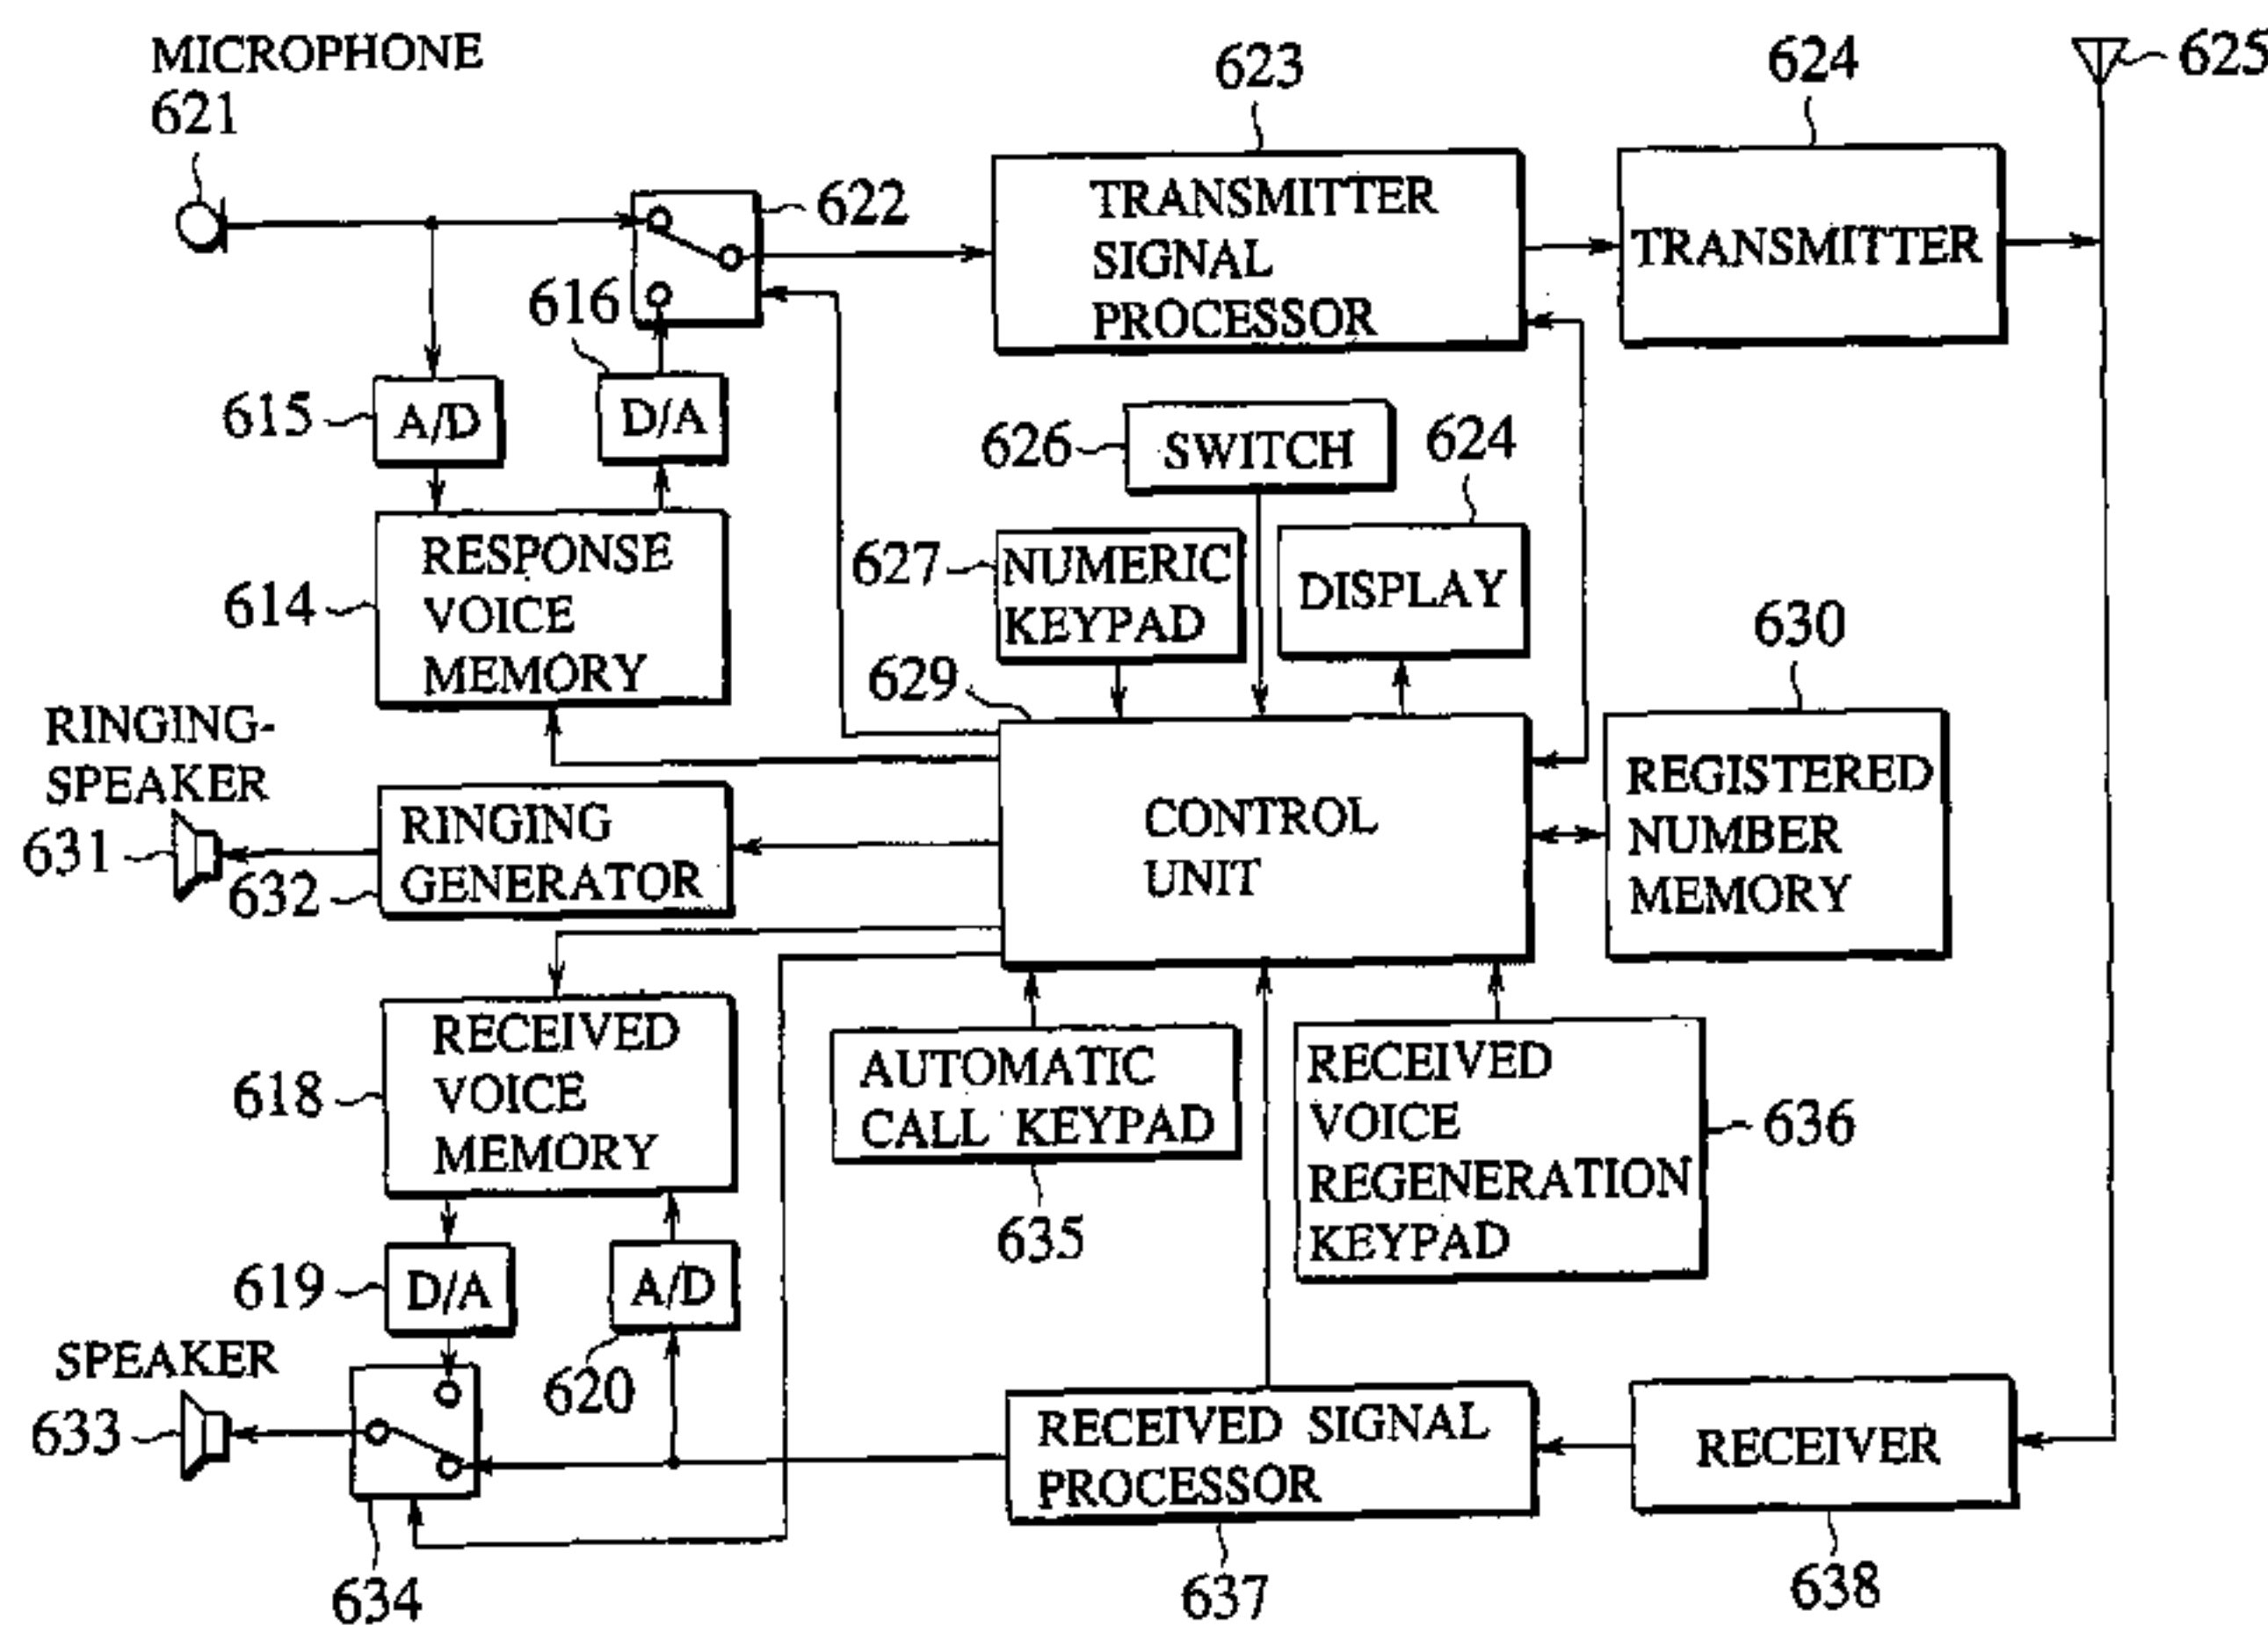 MICROPHONE
621
623
624
625
622
TRANSMITTER
SIGNAL
PROCESSOR
TRANSMITTER
616
615
A/D
D/A
626
SWITCH
624
614
RESPONSE
VOICE
MEMORY
627
NUMERIC
KEYPAD
DISPLAY
629
630
RINGING-
SPEAKER
631
RINGING
GENERATOR
632
CONTROL
UNIT
REGISTERED
NUMBER
MEMORY
618
RECEIVED
VOICE
MEMORY
AUTOMATIC
CALL KEYPAD
635
RECEIVED
VOICE
REGENERATION
KEYPAD
636
619
D/A
A/D
620
SPEAKER
633
634
RECEIVED SIGNAL
PROCESSOR
637
RECEIVER
638